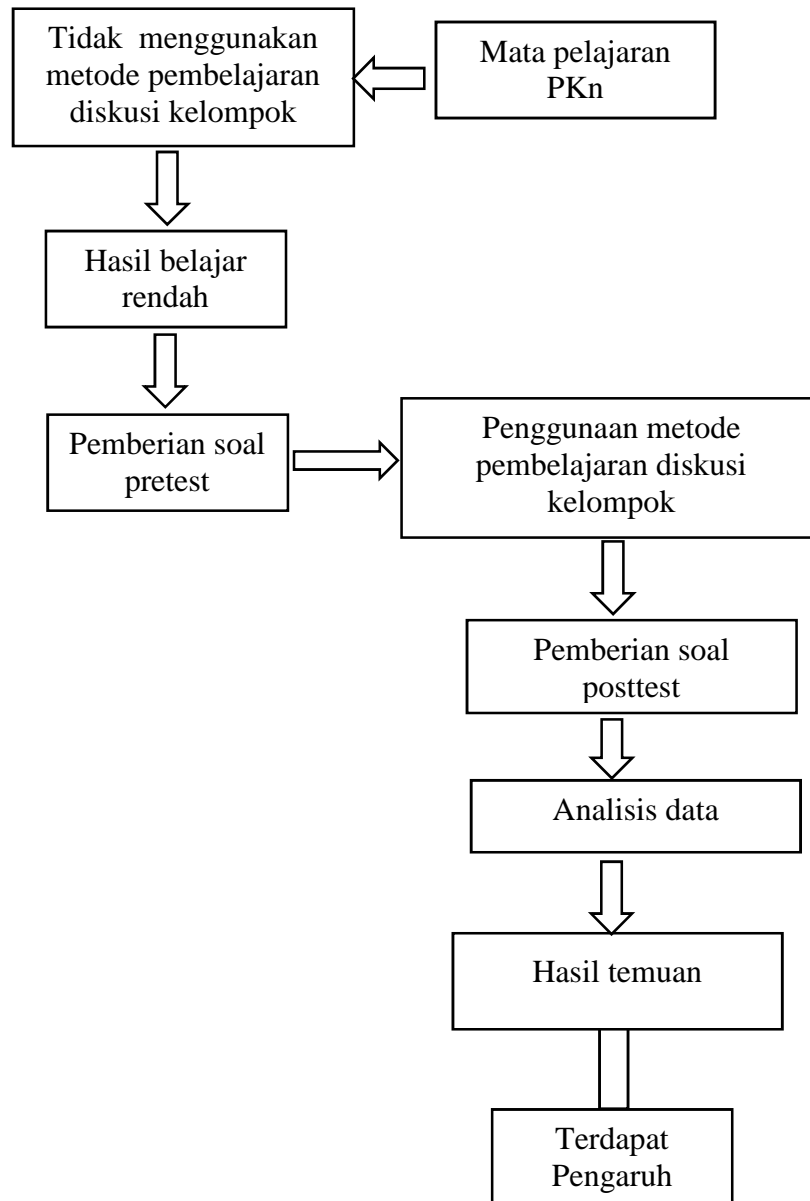 Mata pelajaran
PKn
Tidak menggunakan
metode pembelajaran
diskusi kelompok
Hasil belajar
rendah
Pemberian soal
pretest
Penggunaan metode
pembelajaran diskusi
kelompok
Pemberian soal
posttest
Analisis data
Hasil temuan
Terdapat
Pengaruh